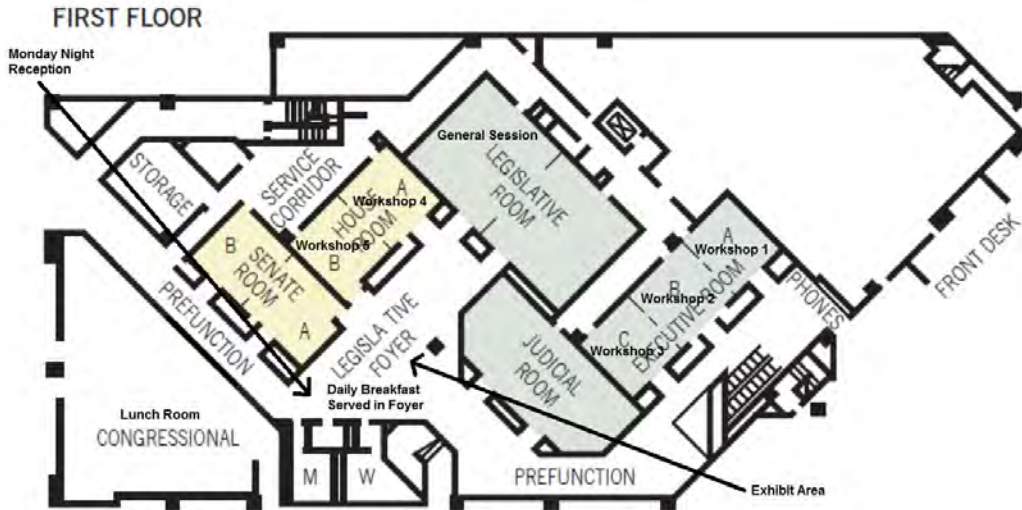 FIRST FLOOR
Monday Night
Reception
General Session
LEGISLATIVE
ROOM
STORAGE
SERVICE
CORRIDOR
A
Workshop 4
HOUSE
ROOM
Workshop 5
B
B
SENATE
ROOM
A
A
Workshop 1
B
Workshop 2
C
Workshop 3
EXECUTIVE ROOM
PHONES
FRONT DESK
PREFUNCTION
LEGISLATIVE
FOYER
JUDICIAL
ROOM
Daily Breakfast
Served in Foyer
Lunch Room
CONGRESSIONAL
M
W
PREFUNCTION
Exhibit Area